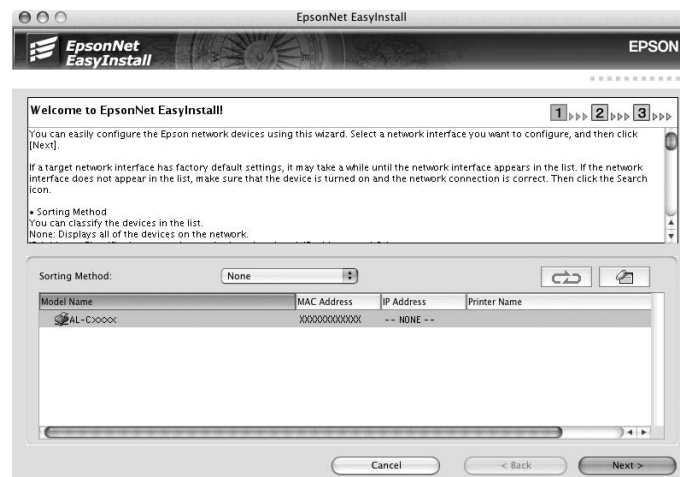 EpsonNet EasyInstall
EpsonNet
EasyInstall
EPSON
Welcome to EpsonNet EasyInstall!
1 2 3
You can easily configure the Epson network devices using this wizard. Select a network interface you want to configure, and then click
[Next].
If a target network interface has factory default settings, it may take a while until the network interface appears in the list. If the network
interface does not appear in the list, make sure that the device is turned on and the network connection is correct. Then click the Search
icon.
• Sorting Method
You can classify the devices in the list.
None: Displays all of the devices on the network.
Sorting Method:
None
Model Name MAC Address IP Address Printer Name
AL-Cxxxx XXXXXXXXXXXX -- NONE --
Cancel < Back Next >